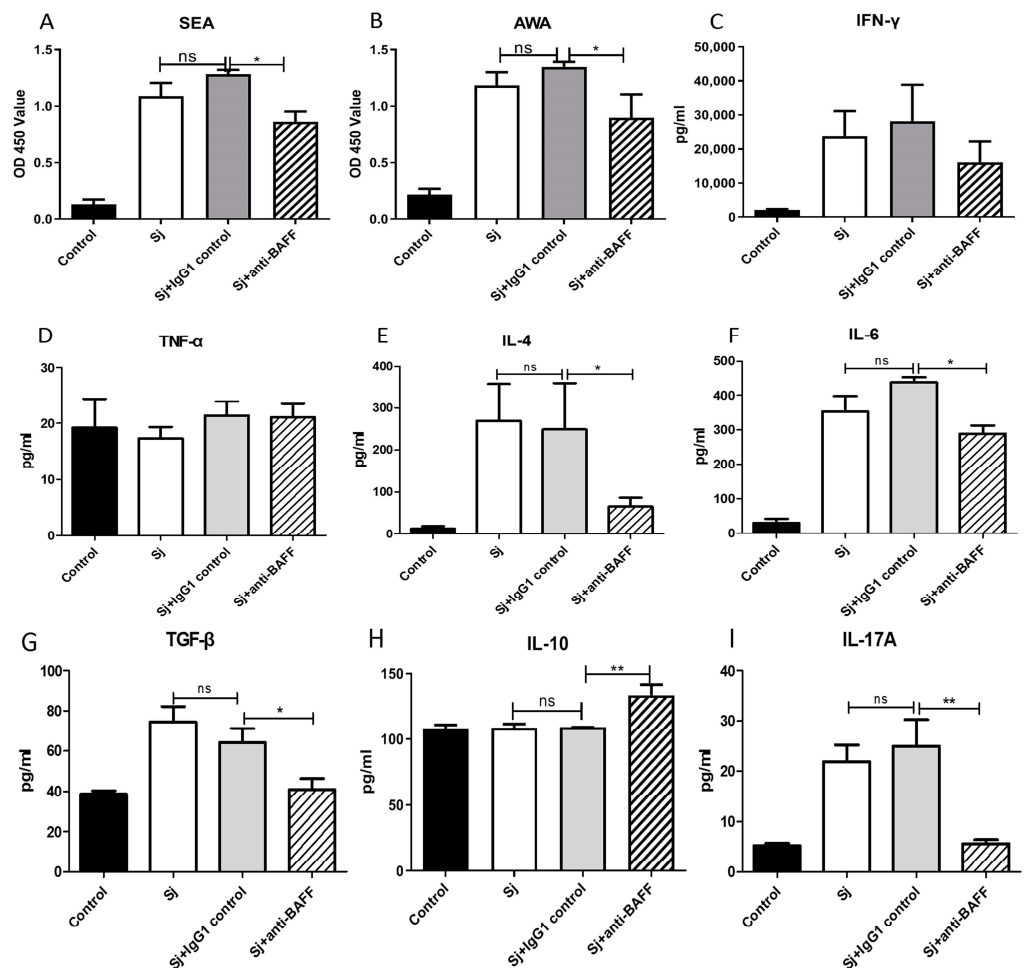 A
SEA
OD 450 Value
1.5
1.0
0.5
0.0
ns
*
Control
Sj
Sj+IgG1 control
Sj+anti-BAFF
B
AWA
OD 450 Value
1.5
1.0
0.5
0.0
ns
*
Control
Sj
Sj+IgG1 control
Sj+anti-BAFF
C
IFN-γ
pg/ml
50,000
40,000
30,000
20,000
10,000
0
Control
Sj
Sj+IgG1 control
Sj+anti-BAFF
D
TNF-α
pg/ml
30
20
10
0
Control
Sj
Sj+IgG1 control
Sj+anti-BAFF
E
IL-4
pg/ml
400
300
200
100
0
ns
*
Control
Sj
Sj+IgG1 control
Sj+anti-BAFF
F
IL-6
pg/ml
500
400
300
200
100
0
ns
*
Control
Sj
Sj+IgG1 control
Sj+anti-BAFF
G
TGF-β
pg/ml
100
80
60
40
20
0
ns
*
Control
Sj
Sj+IgG1 control
Sj+anti-BAFF
H
IL-10
pg/ml
150
100
50
0
ns
**
Control
Sj
Sj+IgG1 control
Sj+anti-BAFF
I
IL-17A
pg/ml
40
30
20
10
0
ns
**
Control
Sj
Sj+IgG1 control
Sj+anti-BAFF